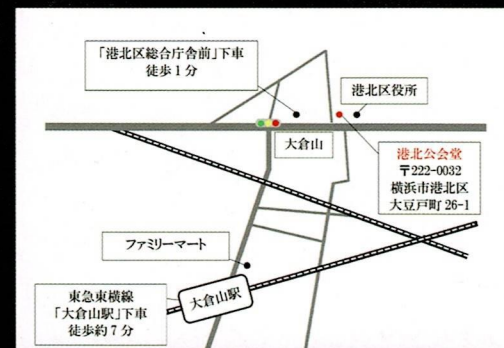 「港北区総合庁舎前」下車
徒歩1分
港北区役所
大倉山
港北公会堂
〒222-0032
横浜市港北区
大豆戸町26-1
ファミリーマート
大倉山駅
東急東横線
「大倉山駅」下車
徒歩約7分